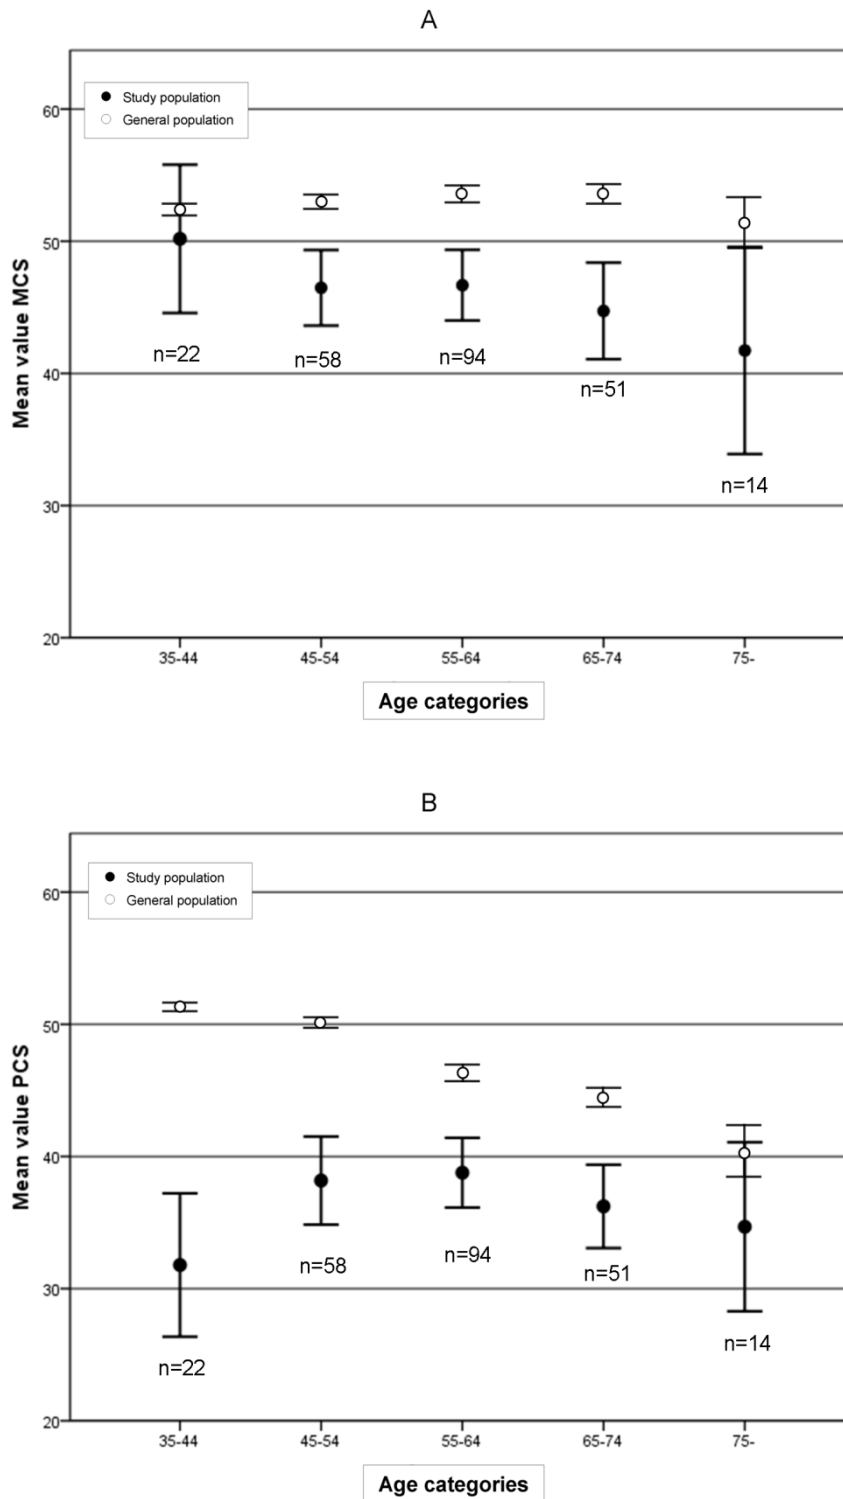 A
60
50
40
30
20
Mean value MCS
Study population
General population
n=22
n=58
n=94
n=51
n=14
35-44
45-54
55-64
65-74
75-
Age categories
B
60
50
40
30
20
Mean value PCS
Study population
General population
n=22
n=58
n=94
n=51
n=14
35-44
45-54
55-64
65-74
75-
Age categories